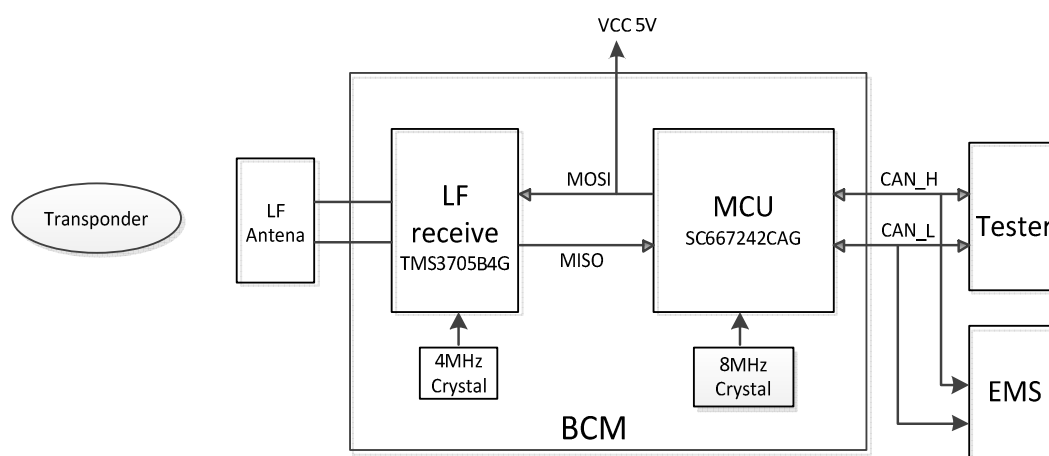 VCC 5V
Transponder
LF
Antena
LF
receive
TMS3705B4G
MOSI
MISO
MCU
SC667242CAG
CAN_H
CAN_L
Tester
4MHz
Crystal
8MHz
Crystal
EMS
BCM